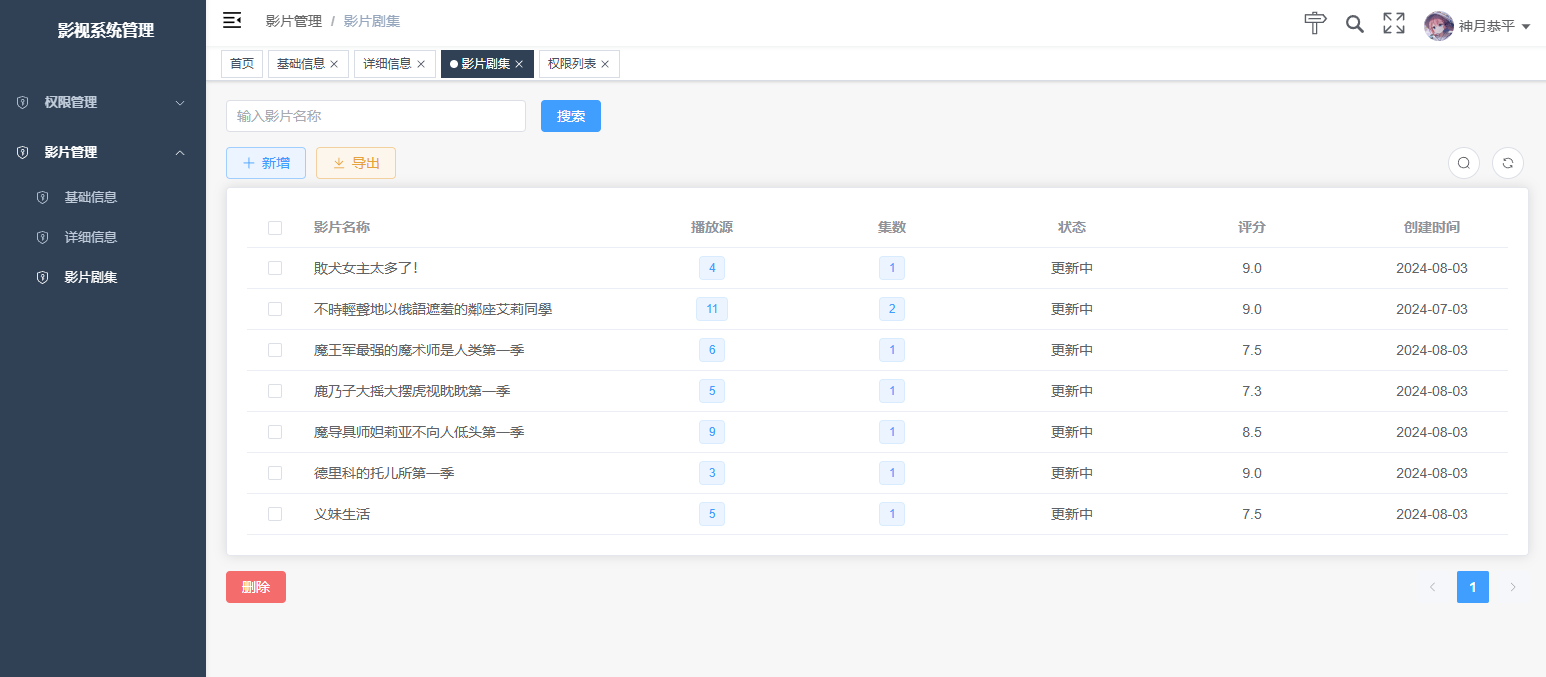 影视系统管理
权限管理
影片管理
基础信息
详细信息
影片剧集
影片管理 / 影片剧集
神月恭平
首页 基础信息 详细信息 影片剧集 权限列表
输入影片名称 搜索
新增 导出
影片名称 播放源 集数 状态 评分 创建时间
敗犬女主太多了! 4 1 更新中 9.0 2024-08-03
不時輕聲地以俄語遮羞的鄰座艾莉同學 11 2 更新中 9.0 2024-07-03
魔王军最强的魔术师是人类第一季 6 1 更新中 7.5 2024-08-03
鹿乃子大摇大摆虎视眈眈第一季 5 1 更新中 7.3 2024-08-03
魔导具师妲莉亚不向人低头第一季 9 1 更新中 8.5 2024-08-03
德里科的托儿所第一季 3 1 更新中 9.0 2024-08-03
义妹生活 5 1 更新中 7.5 2024-08-03
删除 1